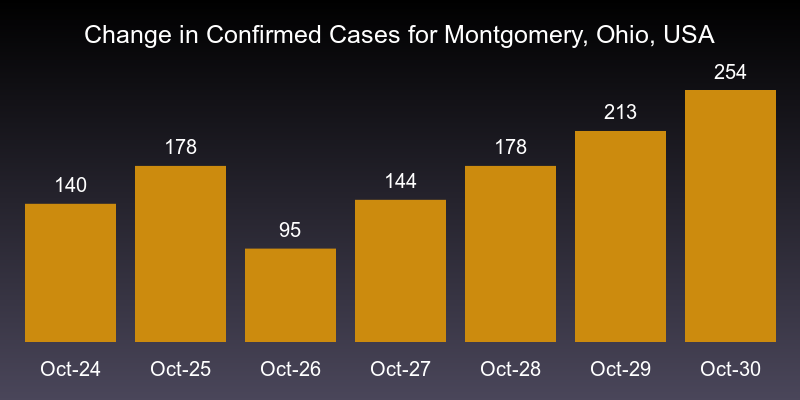 Change in Confirmed Cases for Montgomery, Ohio, USA
140 178 95 144 178 213 254
Oct-24 Oct-25 Oct-26 Oct-27 Oct-28 Oct-29 Oct-30